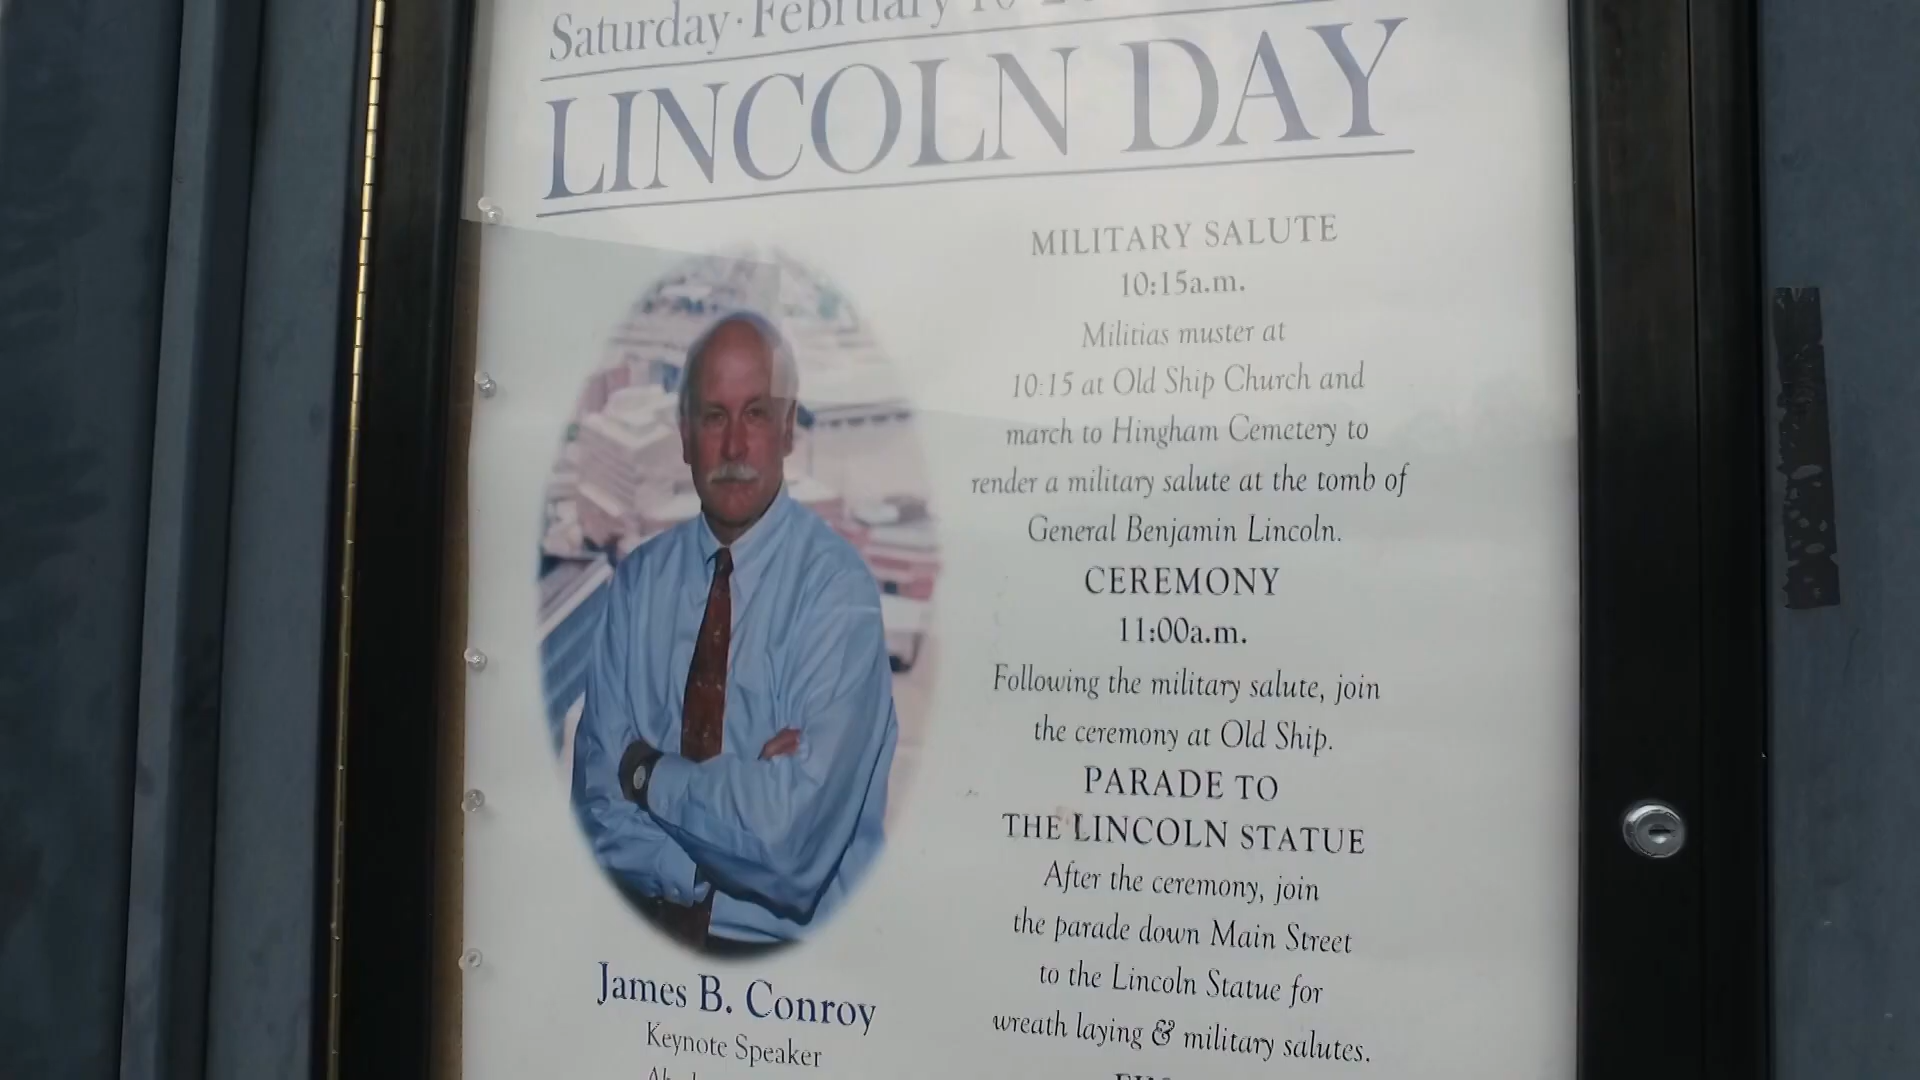 Saturday · February 10
LINCOLN DAY
MILITARY SALUTE
10:15a.m.
Militias muster at
10:15 at Old Ship Church and
march to Hingham Cemetery to
render a military salute at the tomb of
General Benjamin Lincoln.
CEREMONY
11:00a.m.
Following the military salute, join
the ceremony at Old Ship.
PARADE TO
THE LINCOLN STATUE
After the ceremony, join
the parade down Main Street
to the Lincoln Statue for
wreath laying & military salutes.
James B. Conroy
Keynote Speaker